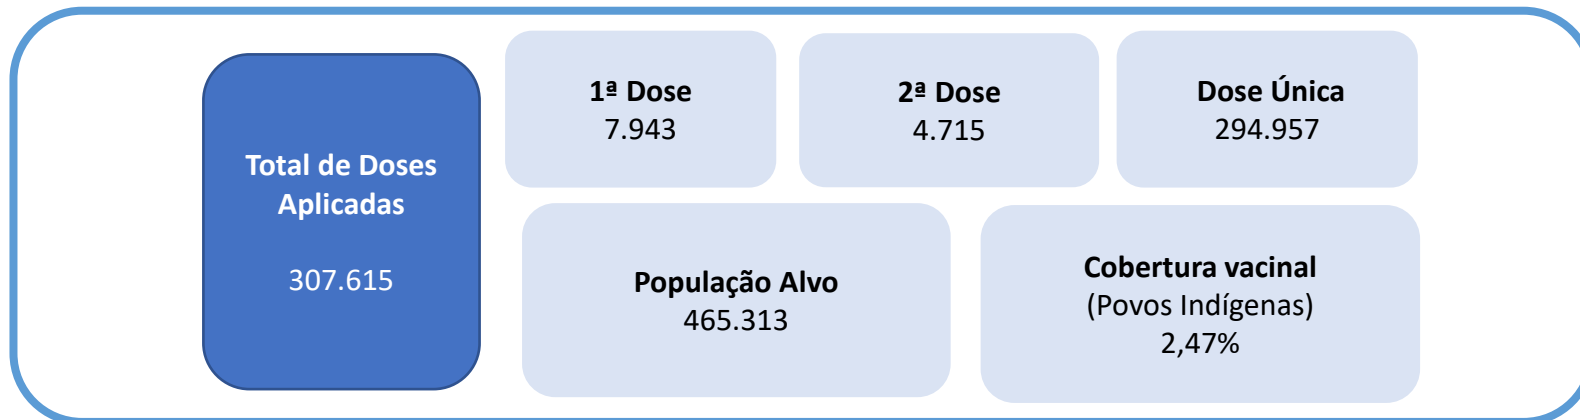 Total de Doses
Aplicadas
307.615
1ª Dose
7.943
2ª Dose
4.715
Dose Única
294.957
População Alvo
465.313
Cobertura vacinal
(Povos Indígenas)
2,47%